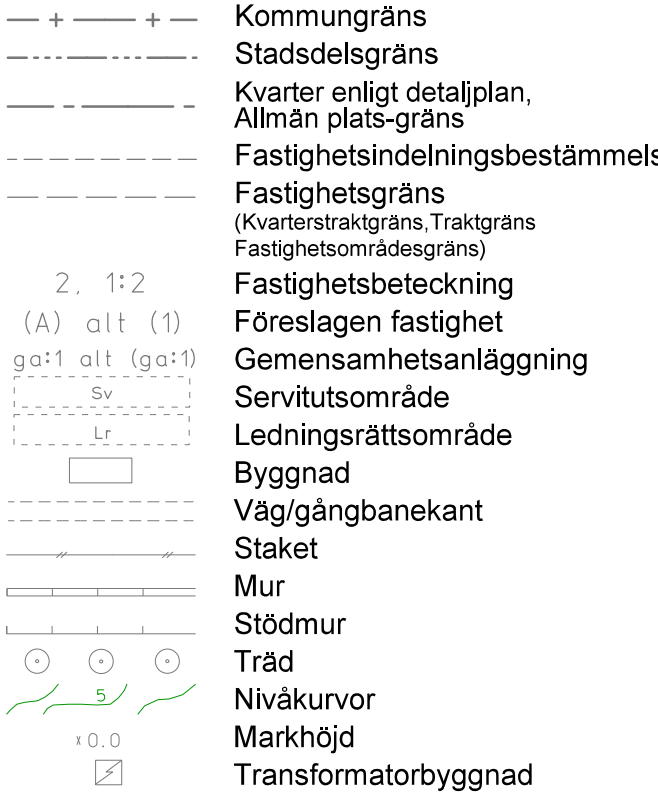 Kommungräns
Stadsdelsgräns
Kvarter enligt detaljplan,
Allmän plats-gräns
Fastighetsindelningsbestämmels
Fastighetsgräns
(Kvarterstraktgräns,Traktgräns
Fastighetsområdesgräns)
2, 1:2 Fastighetsbeteckning
(A) alt (1) Föreslagen fastighet
ga:1 alt (ga:1) Gemensamhetsanläggning
Sv Servitutsområde
Lr Ledningsrättsområde
Byggnad
Väg/gångbanekant
Staket
Mur
Stödmur
Träd
5 Nivåkurvor
x 0.0 Markhöjd
Transformatorbyggnad